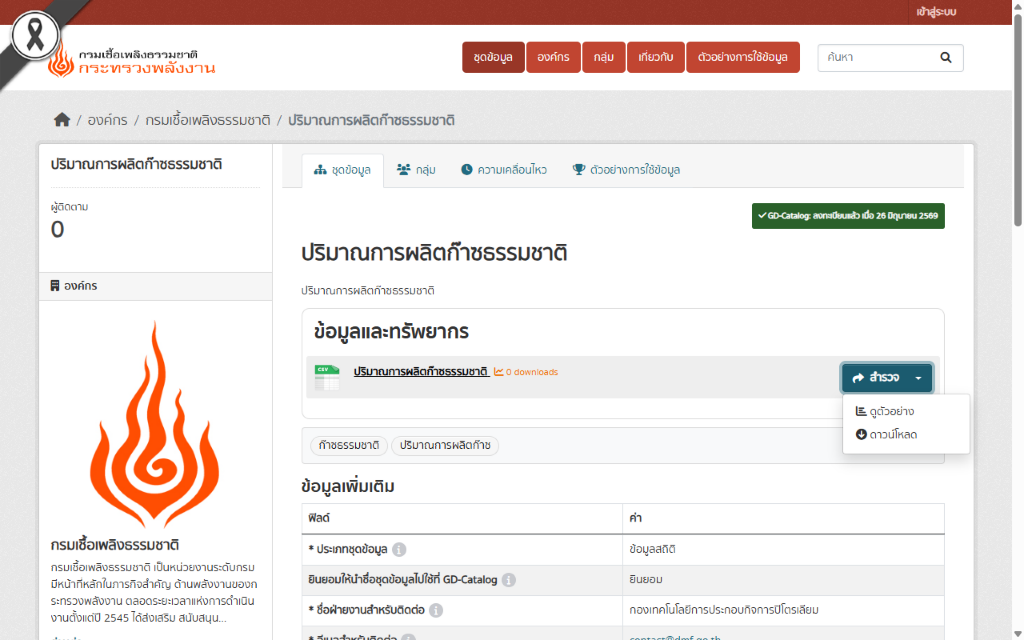 เข้าสู่ระบบ
กรมเชื้อเพลิงธรรมชาติ
กระทรวงพลังงาน
ชุดข้อมูล องค์กร กลุ่ม เกี่ยวกับ ตัวอย่างการใช้ข้อมูล ค้นหา
/ องค์กร / กรมเชื้อเพลิงธรรมชาติ / ปริมาณการผลิตก๊าซธรรมชาติ
ปริมาณการผลิตก๊าซธรรมชาติ
ผู้ติดตาม
0
องค์กร
กรมเชื้อเพลิงธรรมชาติ
กรมเชื้อเพลิงธรรมชาติ เป็นหน่วยงานระดับกรม
มีหน้าที่หลักในภารกิจสำคัญ ด้านพลังงานของก
ระทรวงพลังงาน ตลอดระยะเวลาแห่งการดำเนิน
งานตั้งแต่ปี 2545 ได้ส่งเสริม สนับสนุน...
ชุดข้อมูล กลุ่ม ความเคลื่อนไหว ตัวอย่างการใช้ข้อมูล
GD-Catalog: ลงทะเบียนแล้ว เมื่อ 26 มิถุนายน 2569
ปริมาณการผลิตก๊าซธรรมชาติ
ปริมาณการผลิตก๊าซธรรมชาติ
ข้อมูลและทรัพยากร
CSV ปริมาณการผลิตก๊าซธรรมชาติ 0 downloads
สำรวจ
ดูตัวอย่าง
ดาวน์โหลด
ก๊าซธรรมชาติ ปริมาณการผลิตก๊าซ
ข้อมูลเพิ่มเติม
ฟิลด์ ค่า
* ประเภทชุดข้อมูล ข้อมูลสถิติ
ยินยอมให้นำชื่อชุดข้อมูลไปใช้ที่ GD-Catalog ยินยอม
* ชื่อฝ่ายงานสำหรับติดต่อ กองเทคโนโลยีการประกอบกิจการปิโตรเลียม
* อีเมลสำหรับติดต่อ contact@dmf.go.th